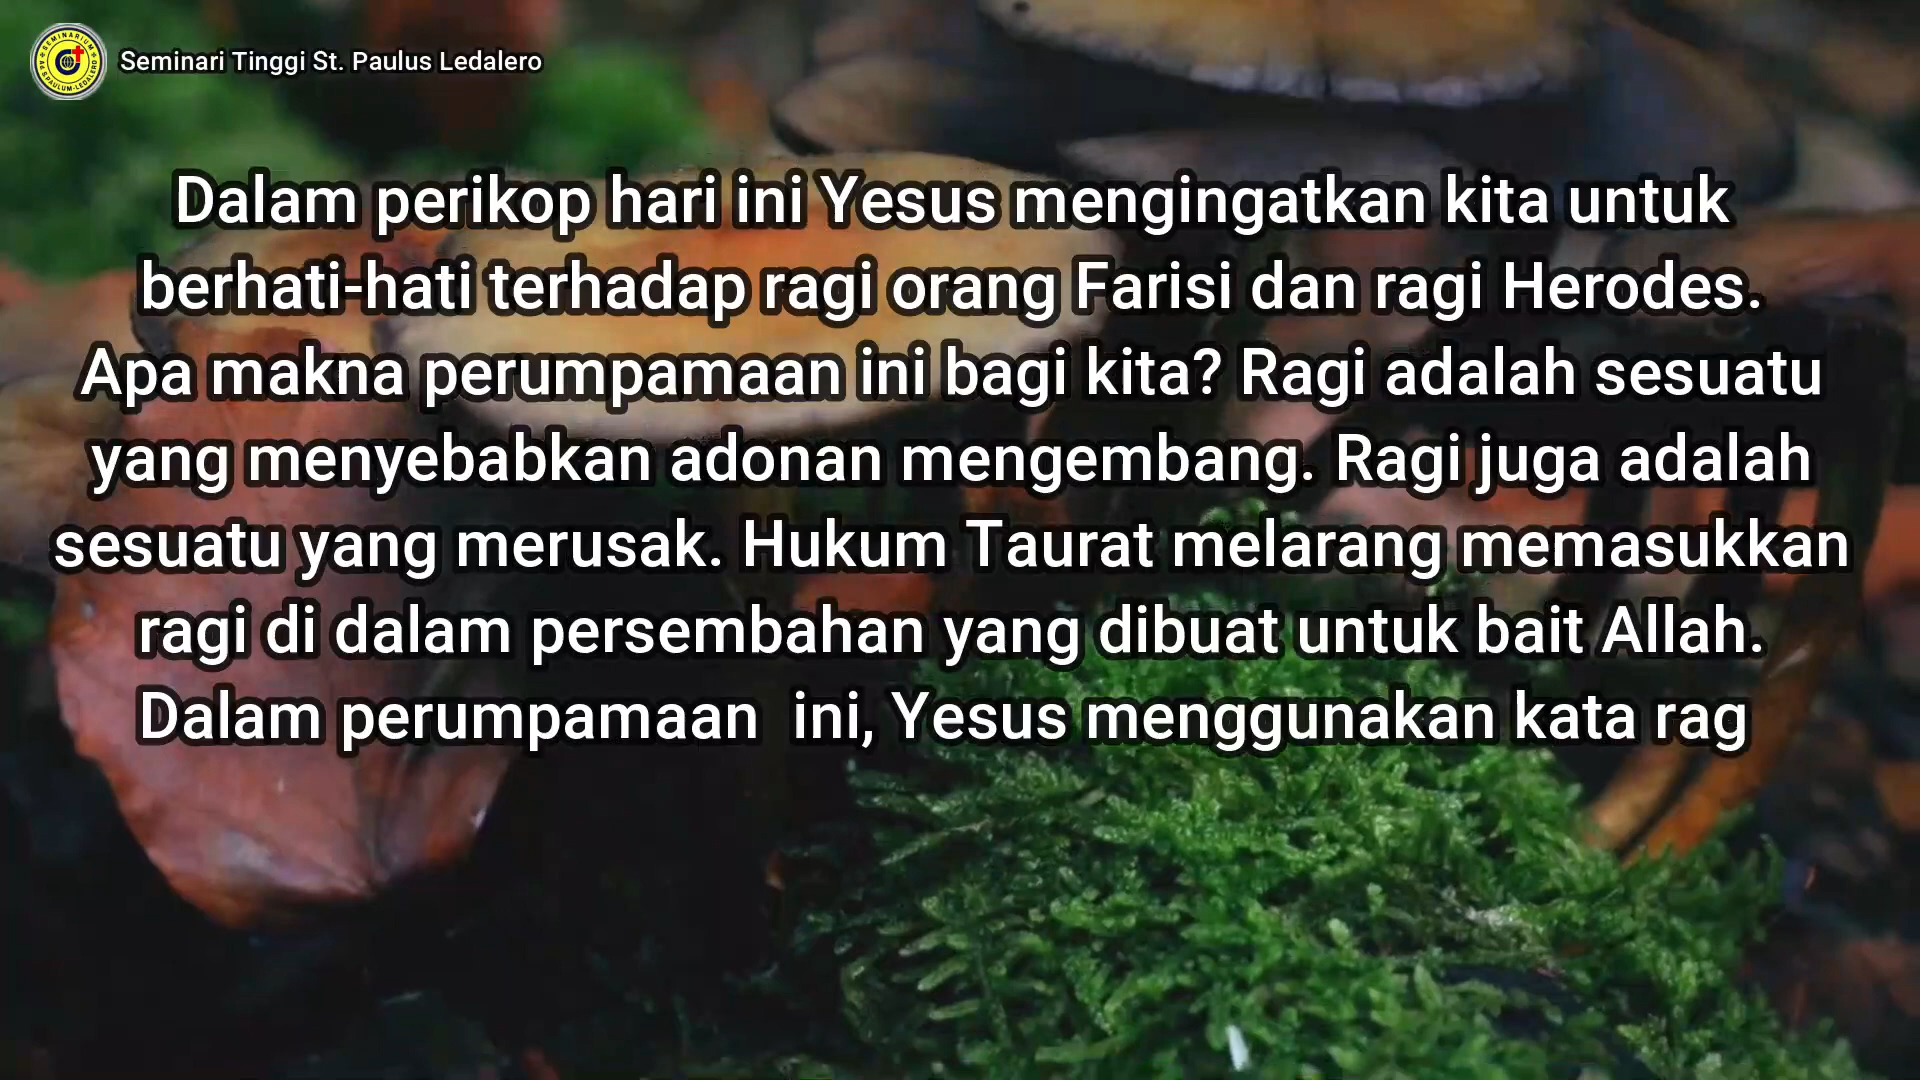 Seminari Tinggi St. Paulus Ledalero
Dalam perikop hari ini Yesus mengingatkan kita untuk
berhati-hati terhadap ragi orang Farisi dan ragi Herodes.
Apa makna perumpamaan ini bagi kita? Ragi adalah sesuatu
yang menyebabkan adonan mengembang. Ragi juga adalah
sesuatu yang merusak. Hukum Taurat melarang memasukkan
ragi di dalam persembahan yang dibuat untuk bait Allah.
Dalam perumpamaan  ini, Yesus menggunakan kata rag